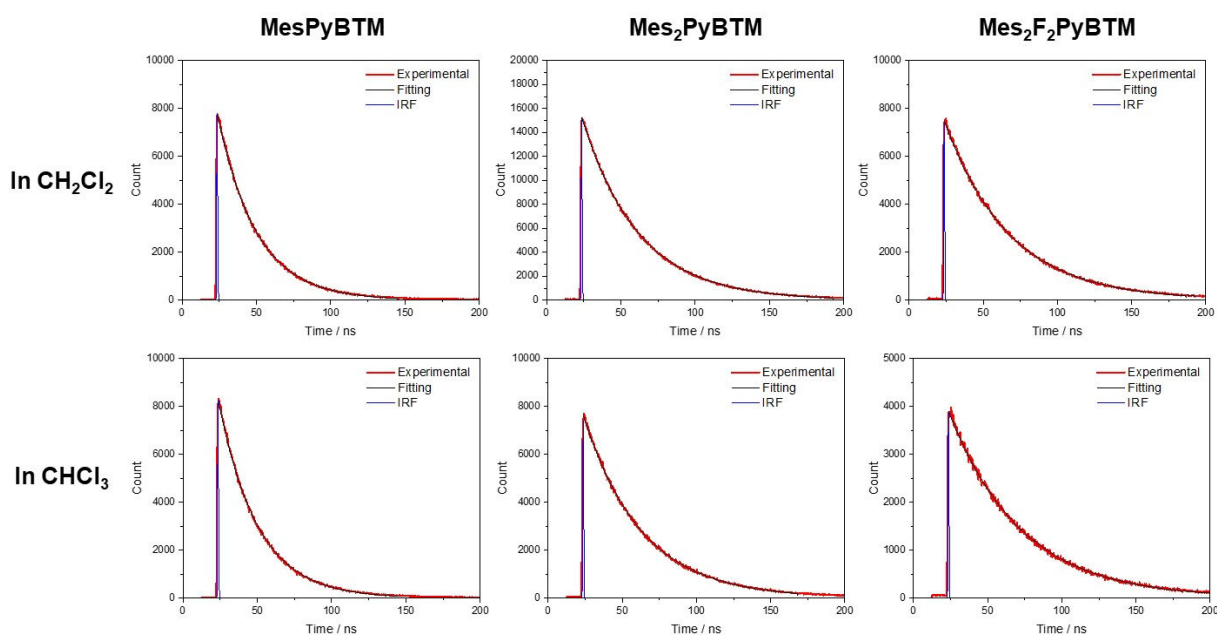 MesPyBTM
Mes₂PyBTM
Mes₂F₂PyBTM
In CH₂Cl₂
10000
8000
6000
4000
2000
0
Count
Experimental
Fitting
IRF
0 50 100 150 200
Time / ns
20000
18000
16000
14000
12000
10000
8000
6000
4000
2000
0
Count
Experimental
Fitting
IRF
0 50 100 150 200
Time / ns
10000
8000
6000
4000
2000
0
Count
Experimental
Fitting
IRF
0 50 100 150 200
Time / ns
In CHCl₃
10000
8000
6000
4000
2000
0
Count
Experimental
Fitting
IRF
0 50 100 150 200
Time / ns
10000
8000
6000
4000
2000
0
Count
Experimental
Fitting
IRF
0 50 100 150 200
Time / ns
5000
4000
3000
2000
1000
0
Count
Experimental
Fitting
IRF
0 50 100 150 200
Time / ns